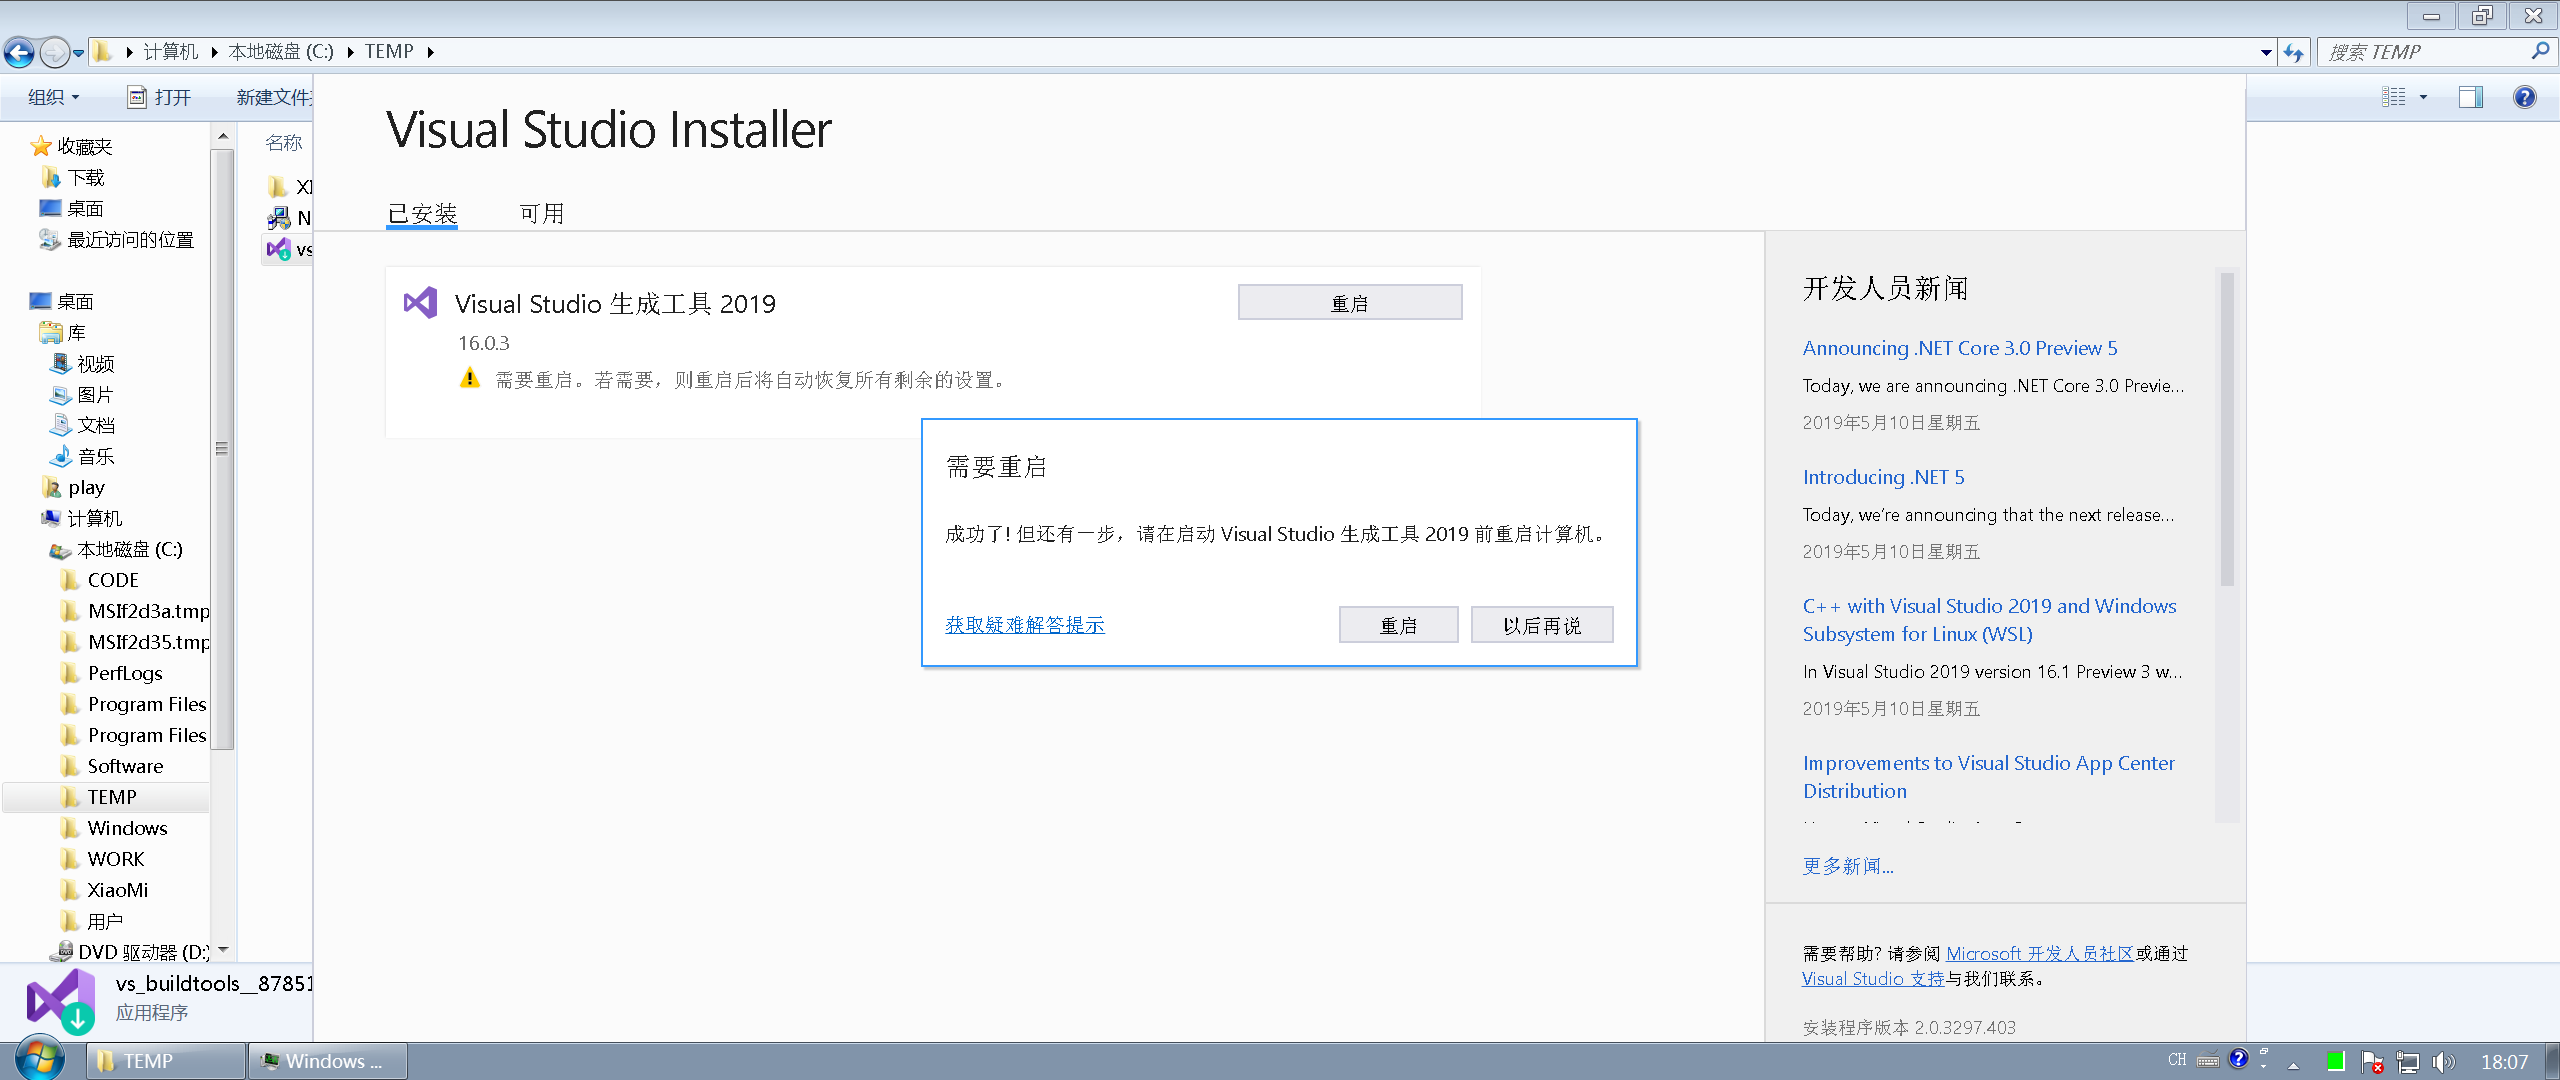 计算机 本地磁盘 (C:) TEMP
搜索 TEMP
组织 打开 新建文件
收藏夹
下载
桌面
最近访问的位置
桌面
库
视频
图片
文档
音乐
play
计算机
本地磁盘 (C:)
CODE
MSIf2d3a.tmp
MSIf2d35.tmp
PerfLogs
Program Files
Program Files
Software
TEMP
Windows
WORK
XiaoMi
用户
DVD 驱动器 (D:)
名称
XI
N
vs
Visual Studio Installer
已安装 可用
Visual Studio 生成工具 2019
重启
16.0.3
需要重启。若需要，则重启后将自动恢复所有剩余的设置。
需要重启
成功了! 但还有一步，请在启动 Visual Studio 生成工具 2019 前重启计算机。
获取疑难解答提示
重启
以后再说
开发人员新闻
Announcing .NET Core 3.0 Preview 5
Today, we are announcing .NET Core 3.0 Previe...
2019年5月10日星期五
Introducing .NET 5
Today, we're announcing that the next release...
2019年5月10日星期五
C++ with Visual Studio 2019 and Windows
Subsystem for Linux (WSL)
In Visual Studio 2019 version 16.1 Preview 3 w...
2019年5月10日星期五
Improvements to Visual Studio App Center
Distribution
更多新闻...
需要帮助? 请参阅 Microsoft 开发人员社区或通过
Visual Studio 支持与我们联系。
安装程序版本 2.0.3297.403
vs_buildtools__87851
应用程序
TEMP
Windows ...
CH
18:07